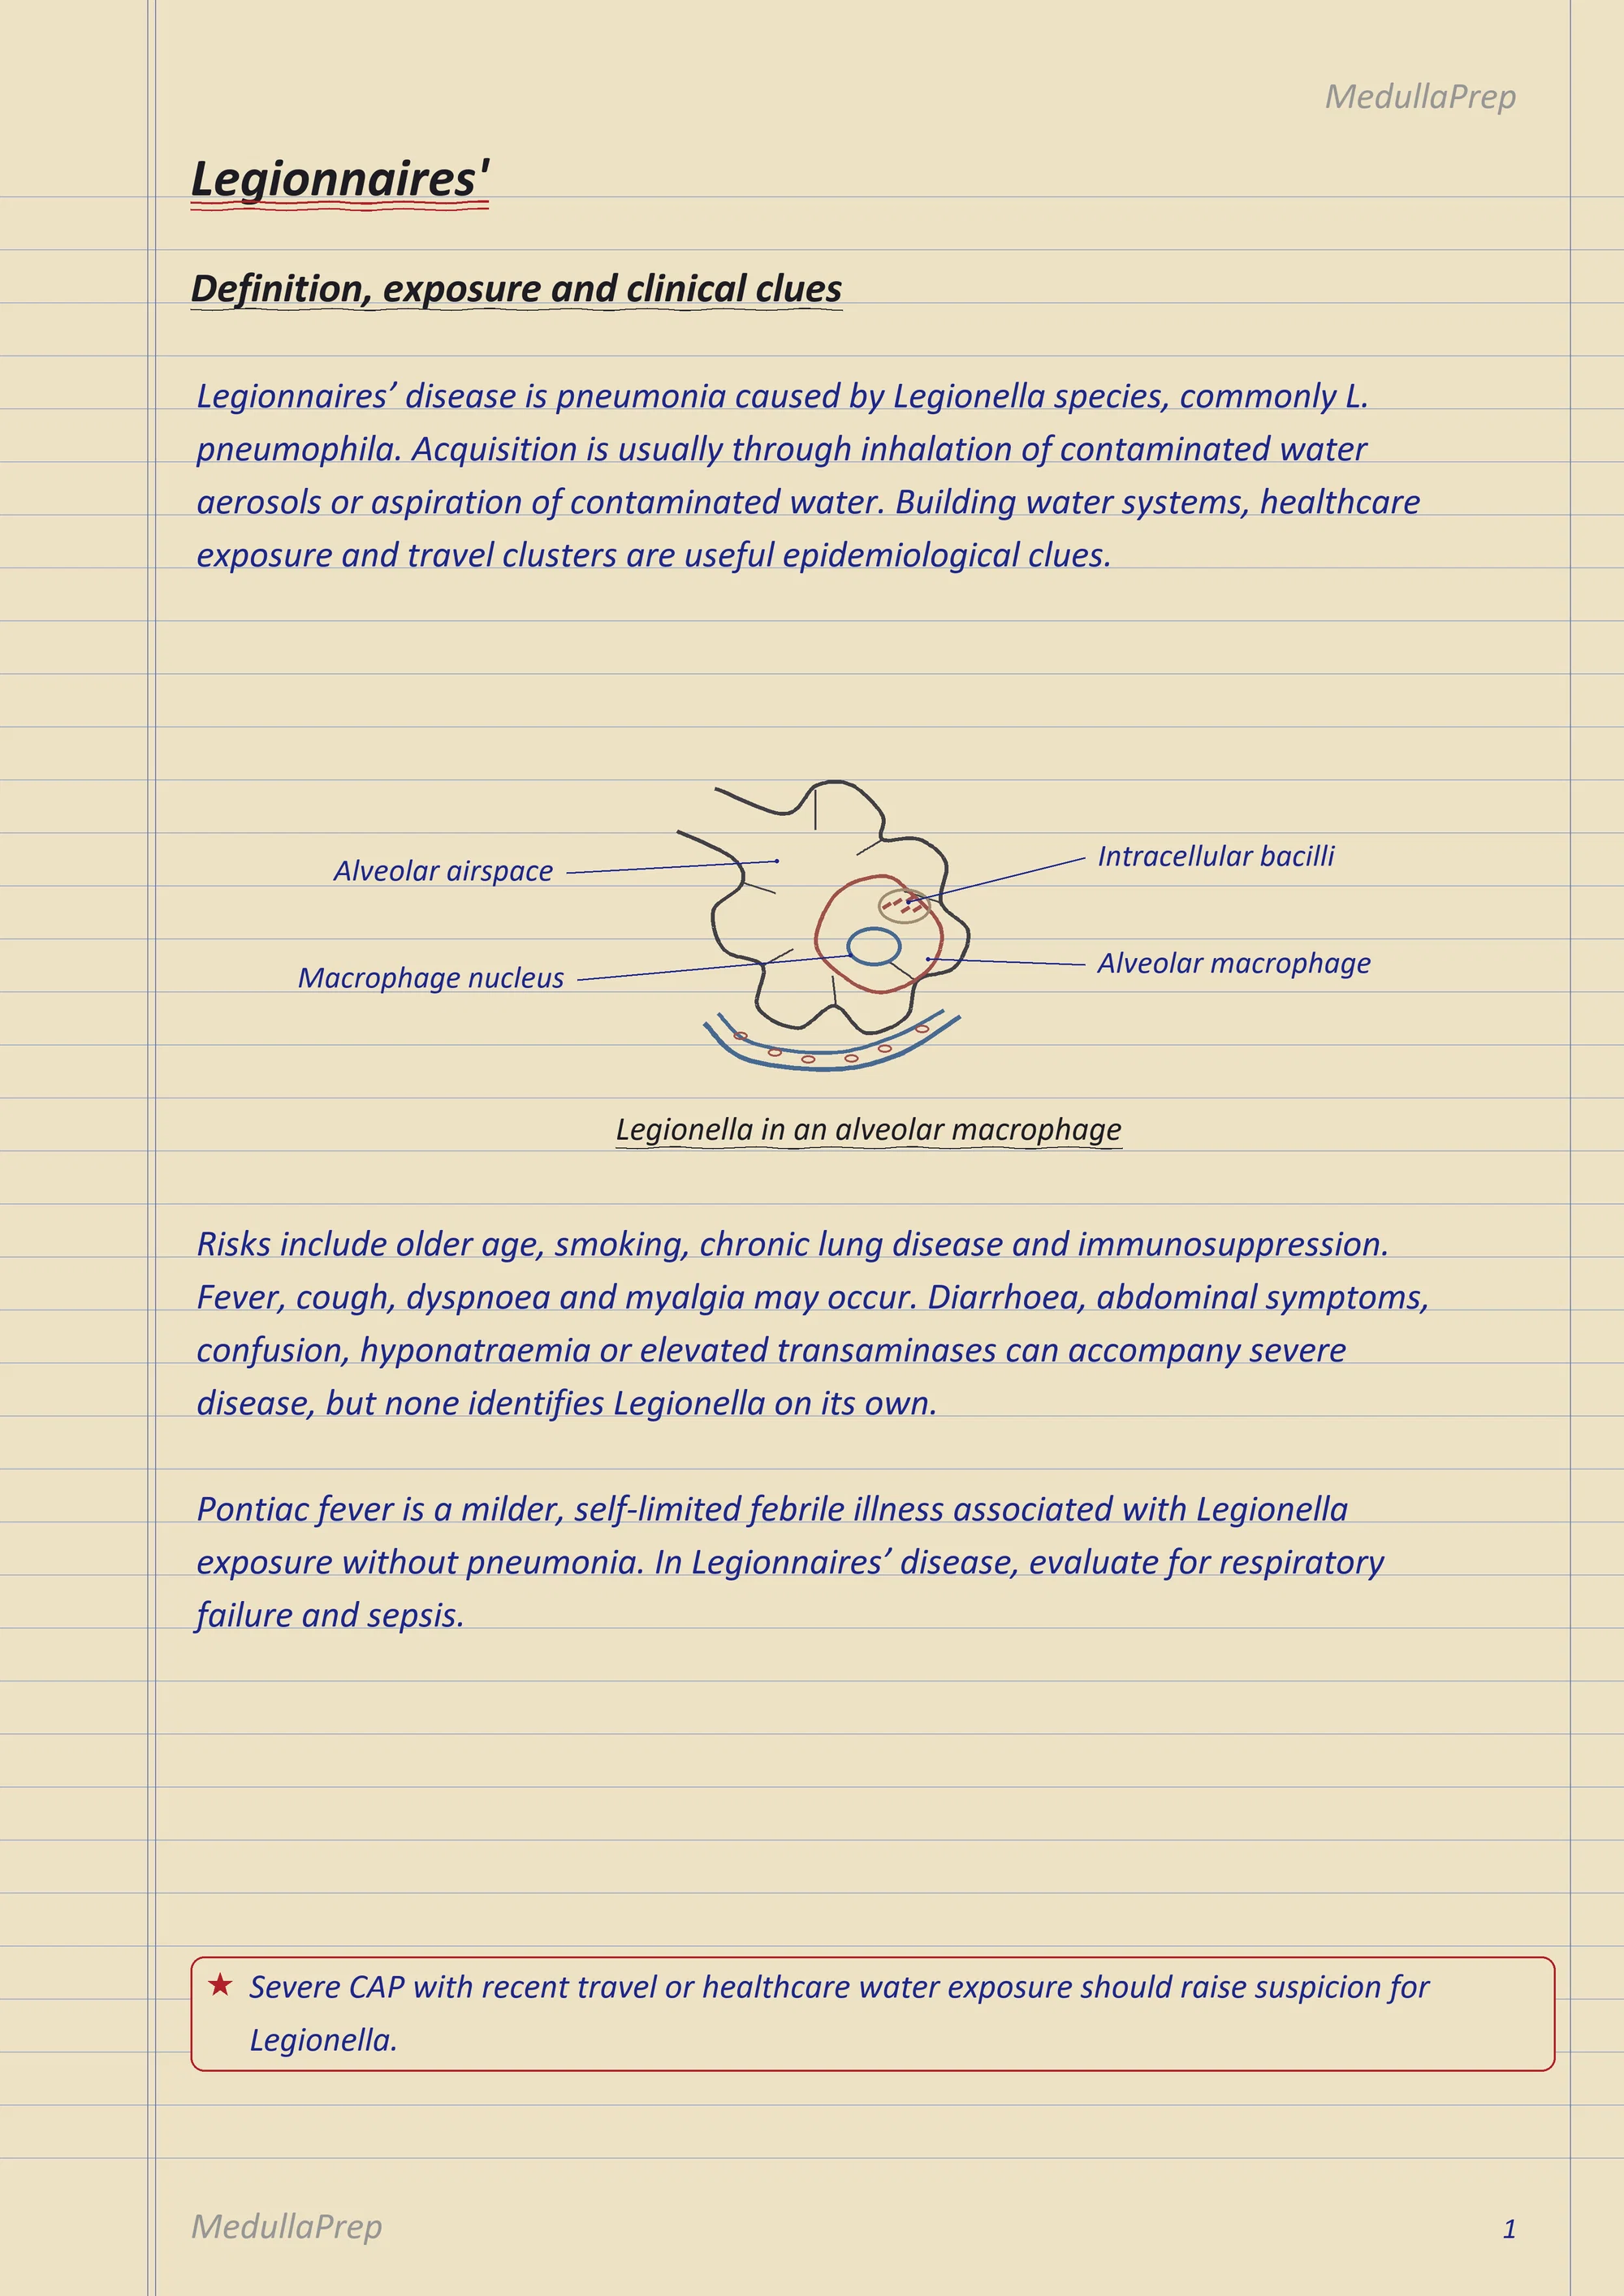 MedullaPrep
Legionnaires'
Definition, exposure and clinical clues
Legionnaires’ disease is pneumonia caused by Legionella species, commonly L.
pneumophila. Acquisition is usually through inhalation of contaminated water
aerosols or aspiration of contaminated water. Building water systems, healthcare
exposure and travel clusters are useful epidemiological clues.
Alveolar airspace
Intracellular bacilli
Macrophage nucleus
Alveolar macrophage
Legionella in an alveolar macrophage
Risks include older age, smoking, chronic lung disease and immunosuppression.
Fever, cough, dyspnoea and myalgia may occur. Diarrhoea, abdominal symptoms,
confusion, hyponatraemia or elevated transaminases can accompany severe
disease, but none identifies Legionella on its own.
Pontiac fever is a milder, self-limited febrile illness associated with Legionella
exposure without pneumonia. In Legionnaires’ disease, evaluate for respiratory
failure and sepsis.
★ Severe CAP with recent travel or healthcare water exposure should raise suspicion for
Legionella.
MedullaPrep
1